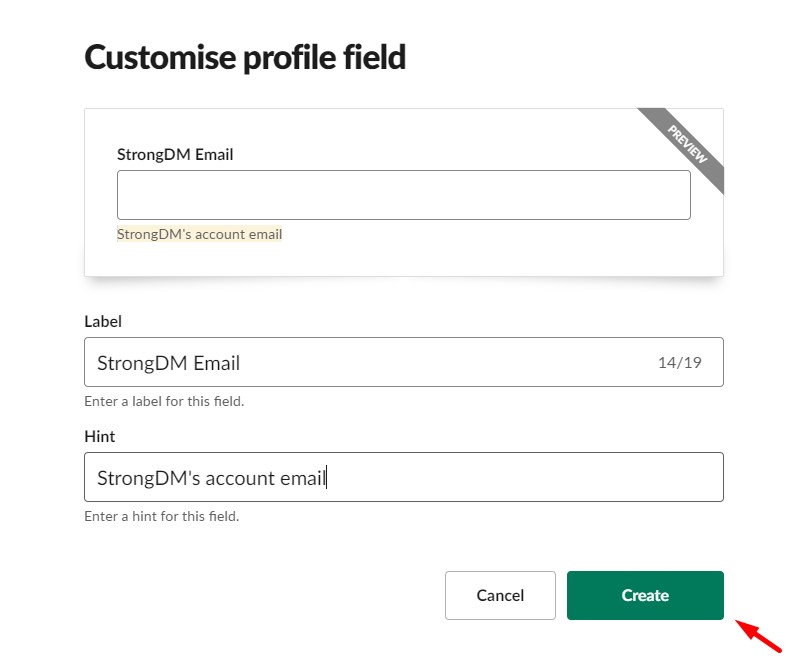 Customise profile field
PREVIEW
StrongDM Email
StrongDM's account email
Label
StrongDM Email 14/19
Enter a label for this field.
Hint
StrongDM's account email
Enter a hint for this field.
Cancel Create